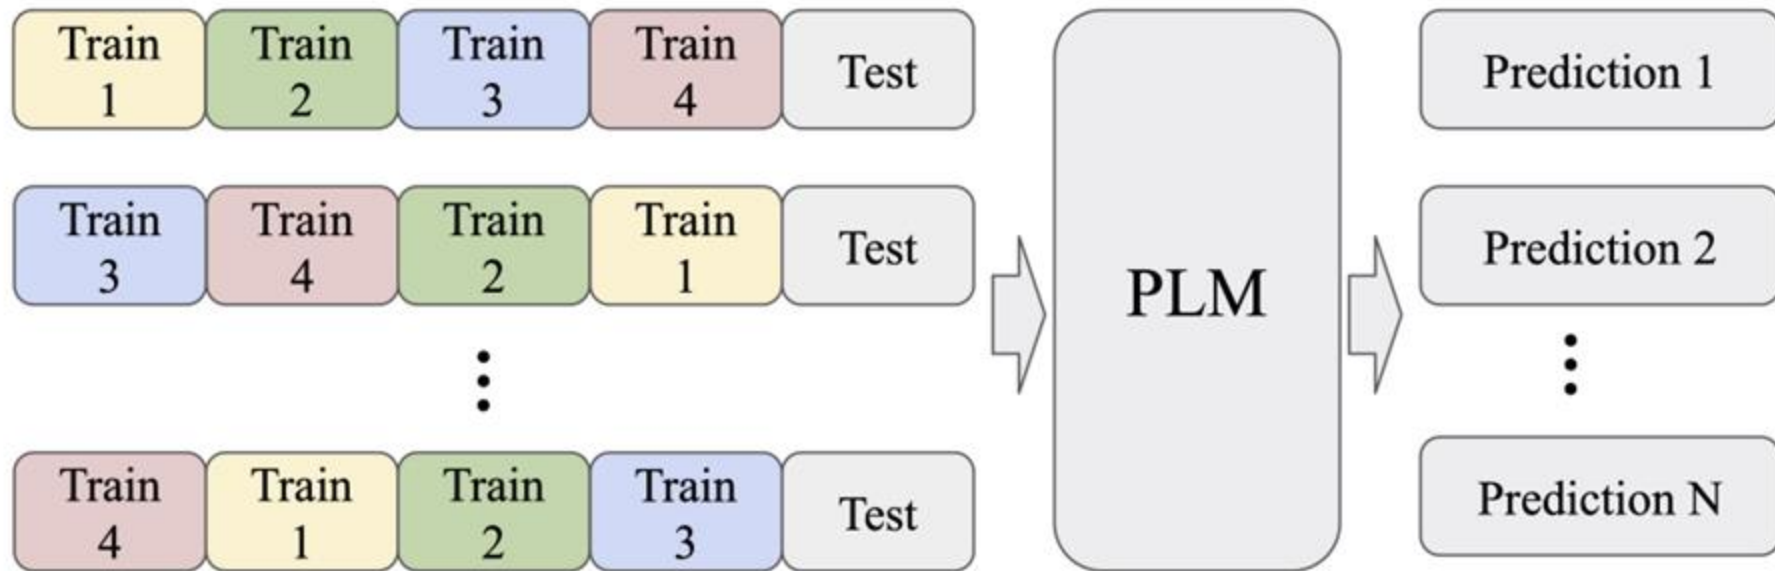 Train 1 Train 2 Train 3 Train 4 Test
Train 3 Train 4 Train 2 Train 1 Test
Train 4 Train 1 Train 2 Train 3 Test
PLM
Prediction 1
Prediction 2
Prediction N